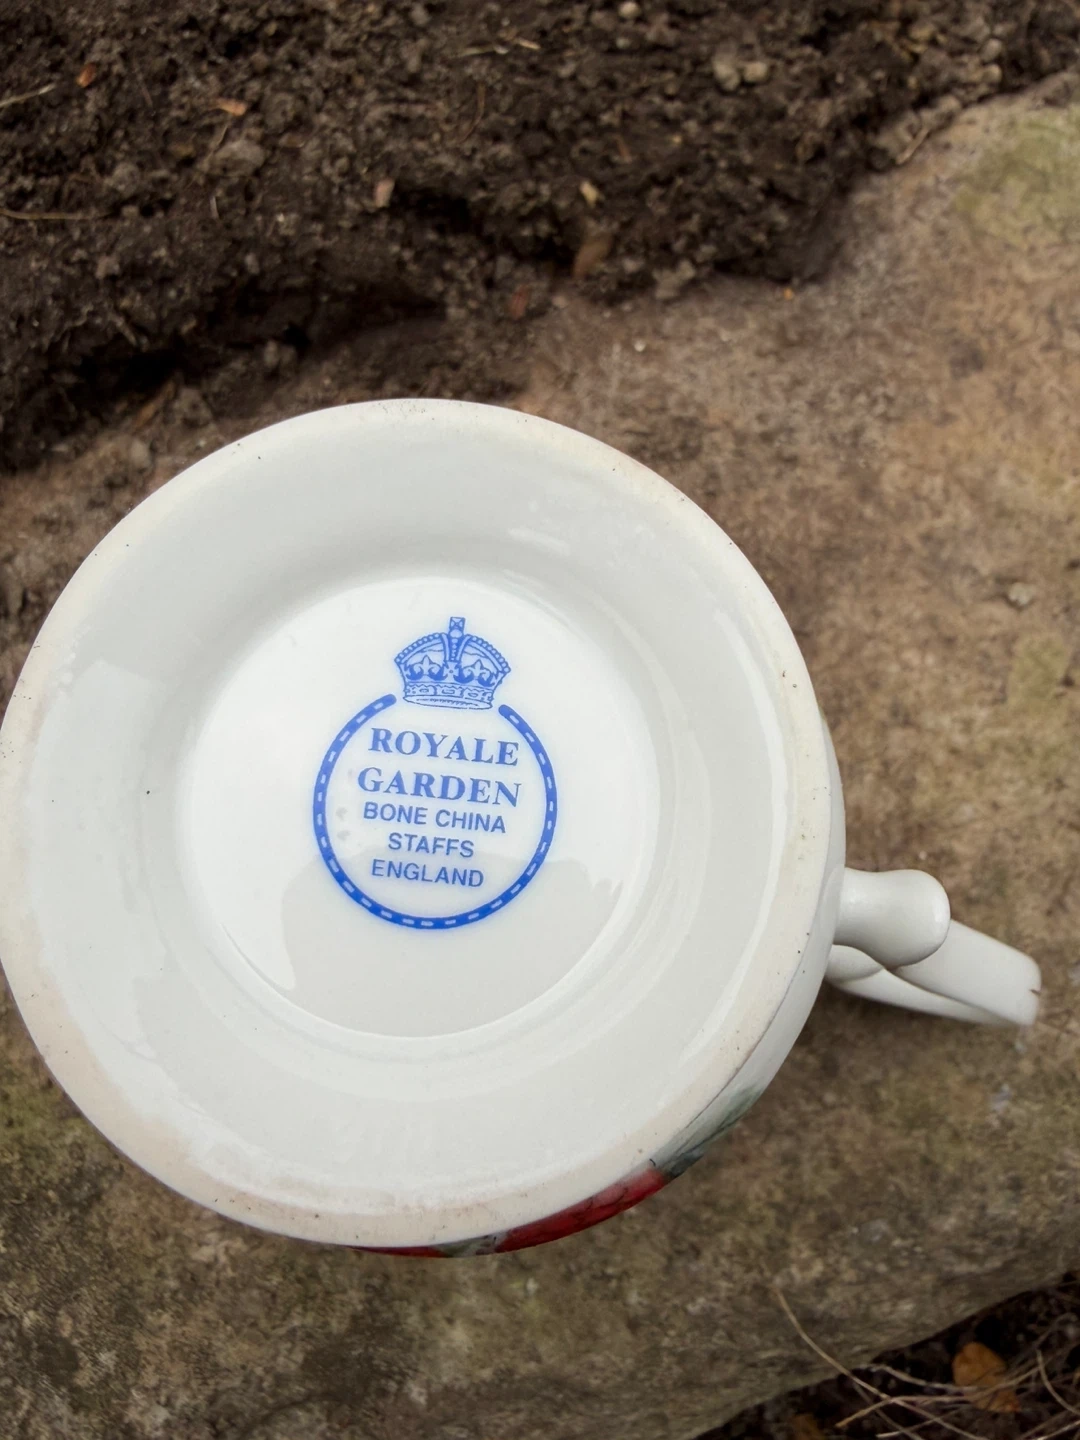 ROYALE
GARDEN
BONE CHINA
STAFFS
ENGLAND